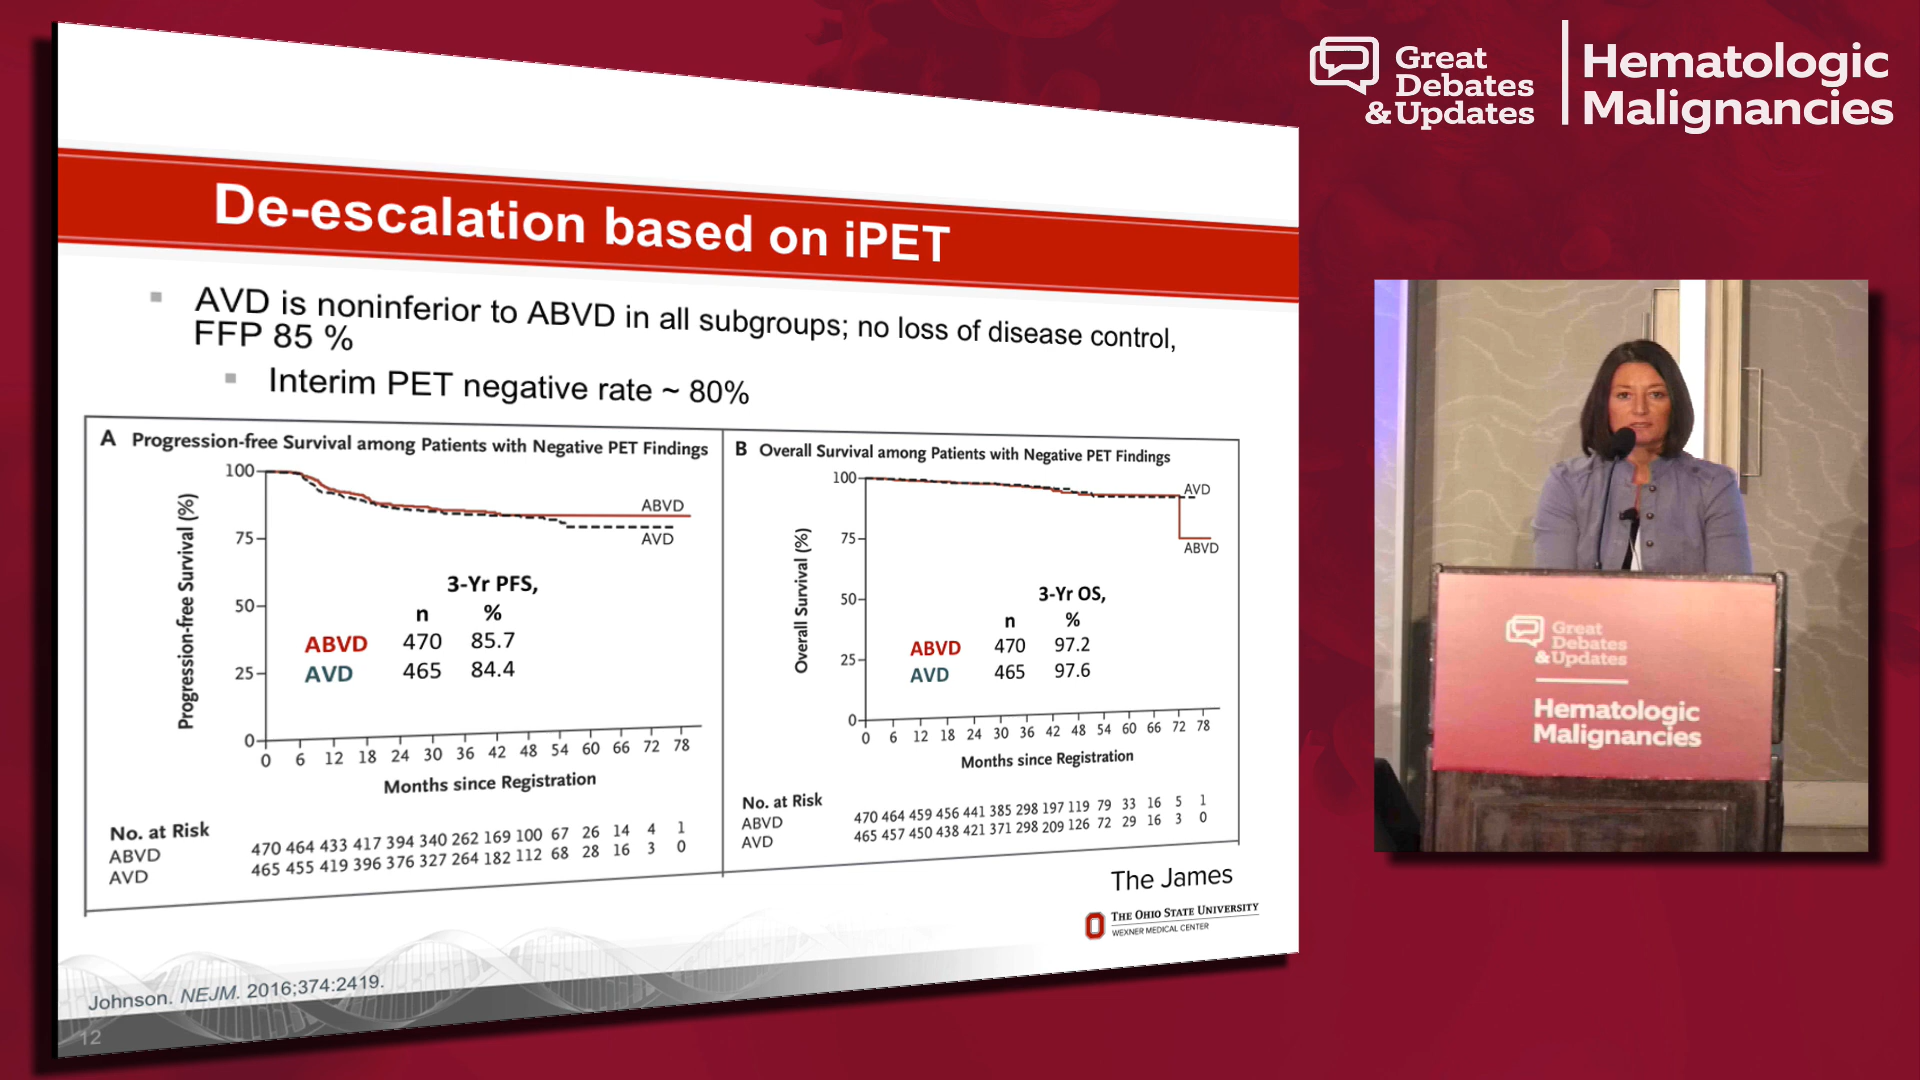 Great
Debates
& Updates
Hematologic
Malignancies
De-escalation based on iPET
AVD is noninferior to ABVD in all subgroups; no loss of disease control,
FFP 85 %
Interim PET negative rate ~ 80%
A Progression-free Survival among Patients with Negative PET Findings
Progression-free Survival (%)
100
75
50
25
0
ABVD
AVD
3-Yr PFS,
n %
ABVD 470 85.7
AVD 465 84.4
0 6 12 18 24 30 36 42 48 54 60 66 72 78
Months since Registration
No. at Risk
ABVD 470 464 433 417 394 340 262 169 100 67 26 14 4 1
AVD 465 455 419 396 376 327 264 182 112 68 28 16 3 0
B Overall Survival among Patients with Negative PET Findings
Overall Survival (%)
100
75
50
25
0
AVD
ABVD
3-Yr OS,
n %
ABVD 470 97.2
AVD 465 97.6
0 6 12 18 24 30 36 42 48 54 60 66 72 78
Months since Registration
No. at Risk
ABVD 470 464 459 456 441 385 298 197 119 79 33 16 5 1
AVD 465 457 450 438 421 371 298 209 126 72 29 16 3 0
The James
THE OHIO STATE UNIVERSITY
WEXNER MEDICAL CENTER
Johnson. NEJM. 2016;374:2419.
12
Great
Debates
& Updates
Hematologic
Malignancies